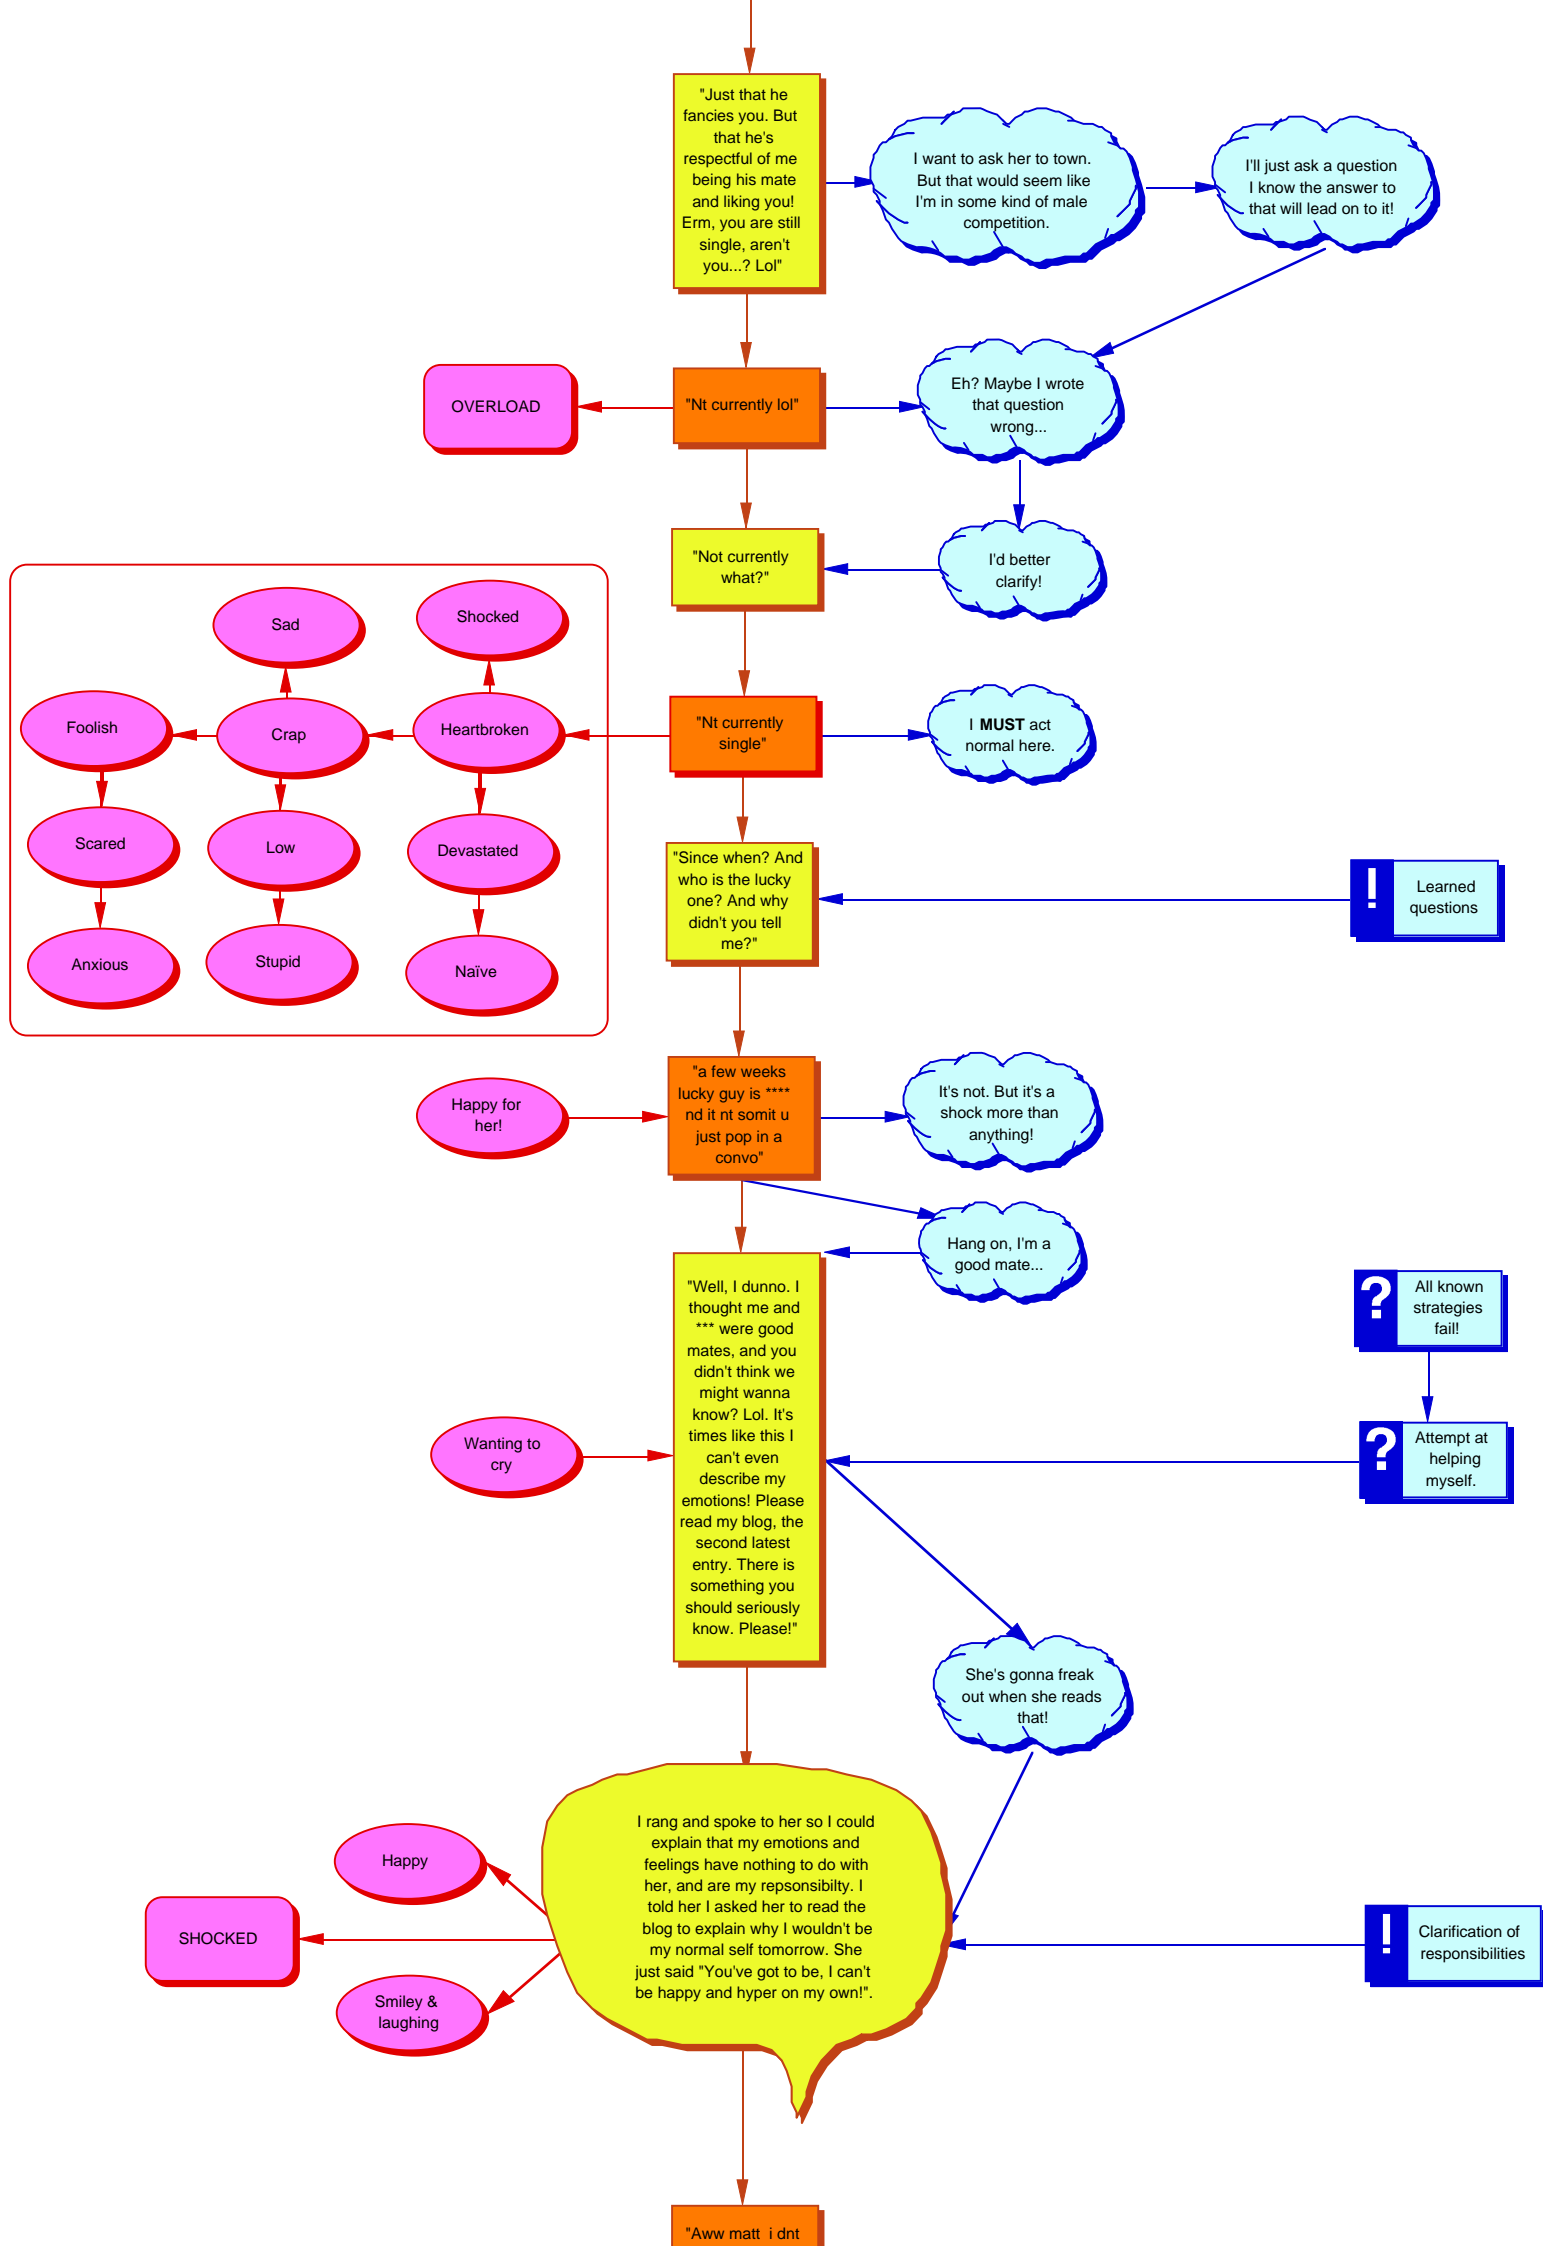 "Just that he
fancies you. But
that he's
respectful of me
being his mate
and liking you!
Erm, you are still
single, aren't
you...? Lol"
I want to ask her to town.
But that would seem like
I'm in some kind of male
competition.
I'll just ask a question
I know the answer to
that will lead on to it!
OVERLOAD
"Nt currently lol"
Eh? Maybe I wrote
that question
wrong...
"Not currently
what?"
I'd better
clarify!
Sad
Shocked
Foolish
Crap
Heartbroken
Scared
Low
Devastated
Anxious
Stupid
Naïve
"Nt currently
single"
I MUST act
normal here.
"Since when? And
who is the lucky
one? And why
didn't you tell
me?"
!
Learned
questions
Happy for
her!
"a few weeks
lucky guy is ****
nd it nt somit u
just pop in a
convo"
It's not. But it's a
shock more than
anything!
Hang on, I'm a
good mate...
"Well, I dunno. I
thought me and
*** were good
mates, and you
didn't think we
might wanna
know? Lol. It's
times like this I
can't even
describe my
emotions! Please
read my blog, the
second latest
entry. There is
something you
should seriously
know. Please!"
?
All known
strategies
fail!
Wanting to
cry
?
Attempt at
helping
myself.
She's gonna freak
out when she reads
that!
I rang and spoke to her so I could
explain that my emotions and
feelings have nothing to do with
her, and are my repsonsibilty. I
told her I asked her to read the
blog to explain why I wouldn't be
my normal self tomorrow. She
just said "You've got to be, I can't
be happy and hyper on my own!".
Happy
SHOCKED
Smiley &
laughing
!
Clarification of
responsibilities
"Aww matt i dnt